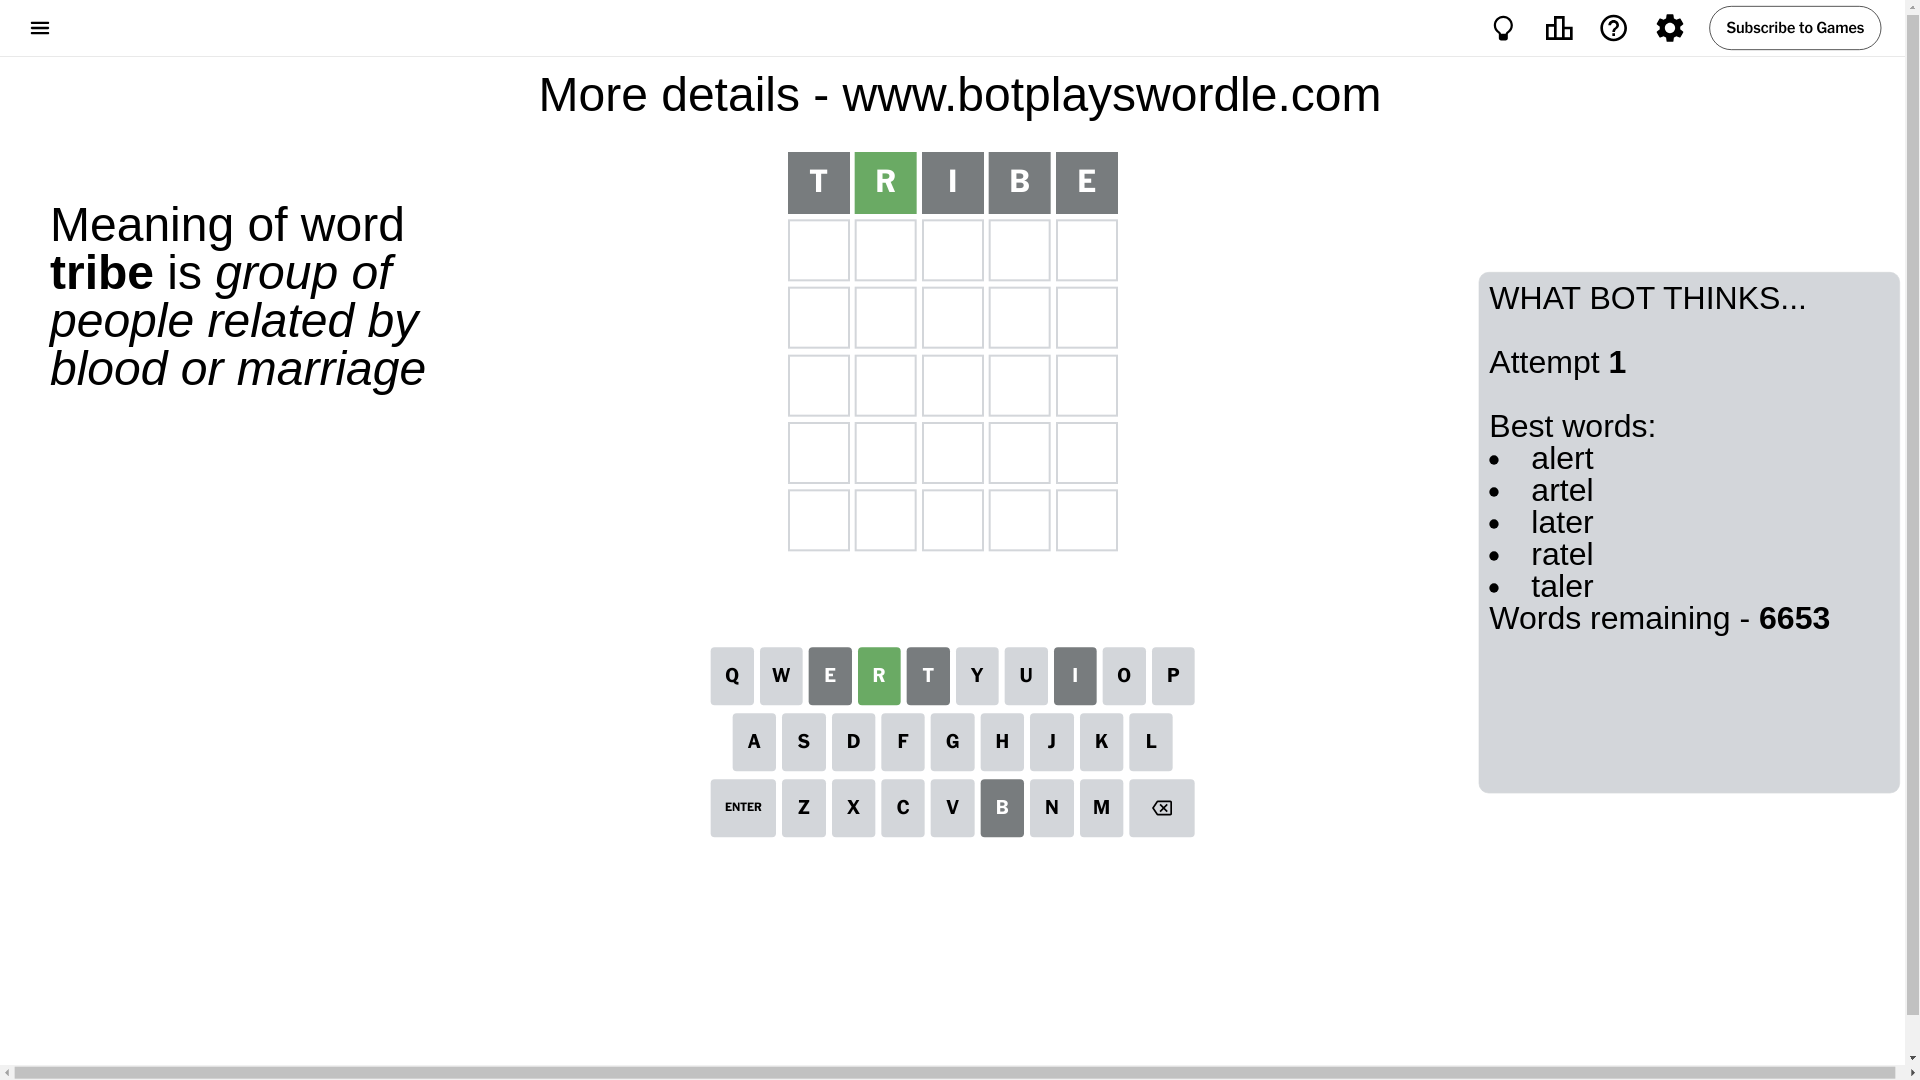 Subscribe to Games
More details - www.botplayswordle.com
T R I B E
Meaning of word
tribe is group of
people related by
blood or marriage
WHAT BOT THINKS...
Attempt 1
Best words:
• alert
• artel
• later
• ratel
• taler
Words remaining - 6653
Q W E R T Y U I O P
A S D F G H J K L
ENTER Z X C V B N M